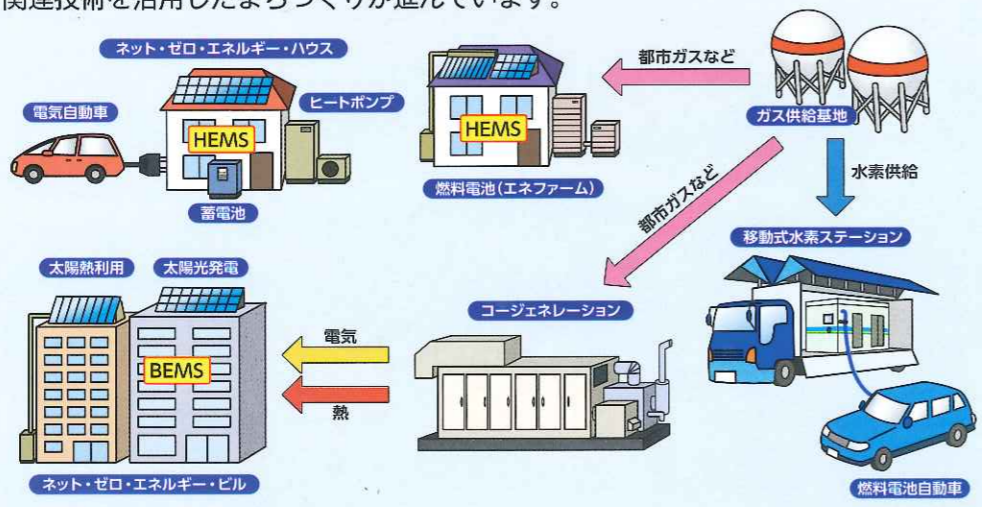 関連技術を活用したまちづくりが進んでいます。
ネット・ゼロ・エネルギー・ハウス
電気自動車
HEMS
ヒートポンプ
蓄電池
HEMS
燃料電池(エネファーム)
都市ガスなど
ガス供給基地
都市ガスなど
水素供給
移動式水素ステーション
太陽熱利用
太陽光発電
BEMS
電気
熱
コージェネレーション
ネット・ゼロ・エネルギー・ビル
燃料電池自動車